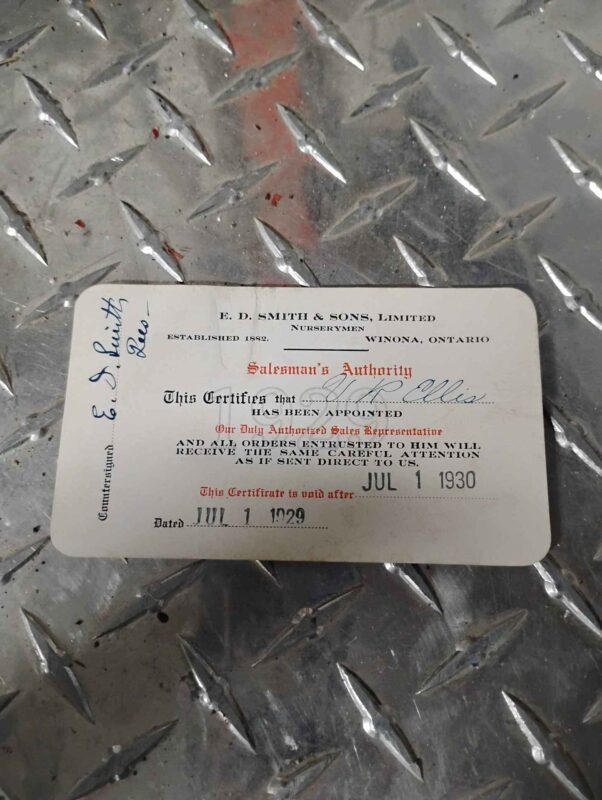 E. D. SMITH & SONS, LIMITED
NURSERYMEN
ESTABLISHED 1882. WINONA, ONTARIO
Salesman's Authority
This Certifies that R Ellis
HAS BEEN APPOINTED
Our Duly Authorized Sales Representative
AND ALL ORDERS ENTRUSTED TO HIM WILL
RECEIVE THE SAME CAREFUL ATTENTION
AS IF SENT DIRECT TO US.
This Certificate is void after JUL 1 1930
Dated JUL 1 1929
Countersigned E. D. Smith
Pres